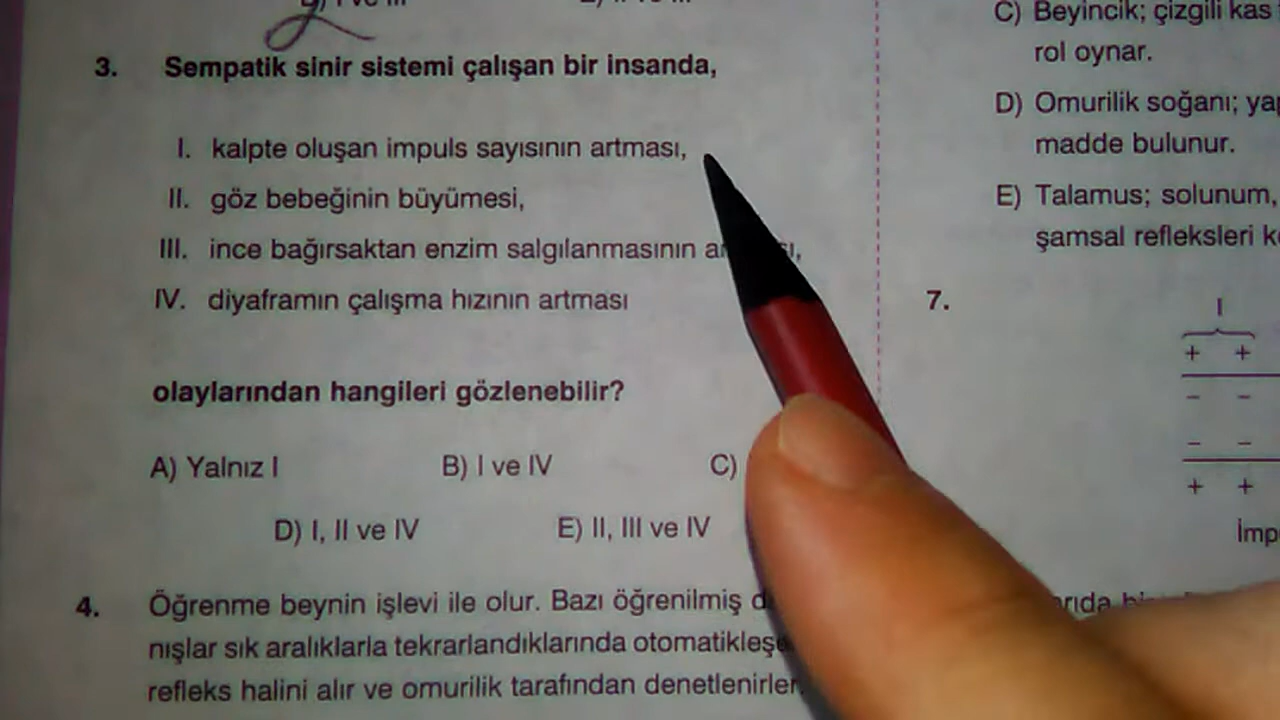 3. Sempatik sinir sistemi çalışan bir insanda,
I. kalpte oluşan impuls sayısının artması,
II. göz bebeğinin büyümesi,
III. ince bağırsaktan enzim salgılanmasının
IV. diyaframın çalışma hızının artması
olaylarından hangileri gözlenebilir?
A) Yalnız I
B) I ve IV
C)
D) I, II ve IV
E) II, III ve IV
4. Öğrenme beynin işlevi ile olur. Bazı öğrenilmiş
nışlar sık aralıklarla tekrarlandıklarında
refleks halini alır ve omurilik tarafından denetlenirler.
C) Beyincik; çizgili kas
rol oynar.
D) Omurilik soğanı;
madde bulunur.
E) Talamus; solunum,
şamsal refleksleri
7.
I
+ +
- -
- -
+ +